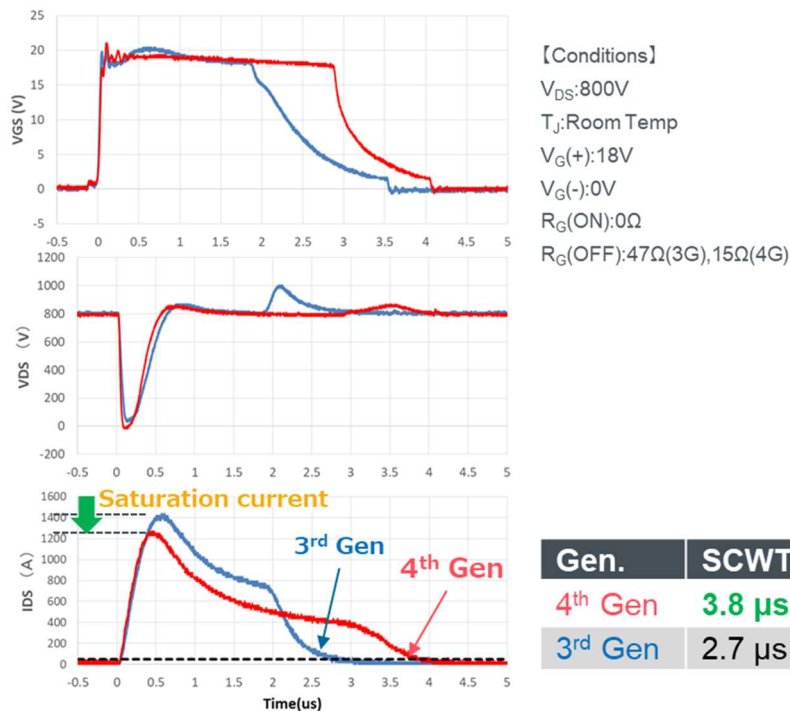 25
20
15
10
5
0
-5
VGS (V)
-0.5 0 0.5 1 1.5 2 2.5 3 3.5 4 4.5 5
1200
1000
800
600
400
200
0
-200
VDS （V）
-0.5 0 0.5 1 1.5 2 2.5 3 3.5 4 4.5 5
1600
1400
1200
1000
800
600
400
200
0
IDS （A）
Saturation current
3rd Gen
4th Gen
-0.5 0 0.5 1 1.5 2 2.5 3 3.5 4 4.5 5
Time(us)
【Conditions】
VDS:800V
TJ:Room Temp
VG(+):18V
VG(-):0V
RG(ON):0Ω
RG(OFF):47Ω(3G),15Ω(4G)
Gen. SCWT
4th Gen 3.8 µs
3rd Gen 2.7 µs